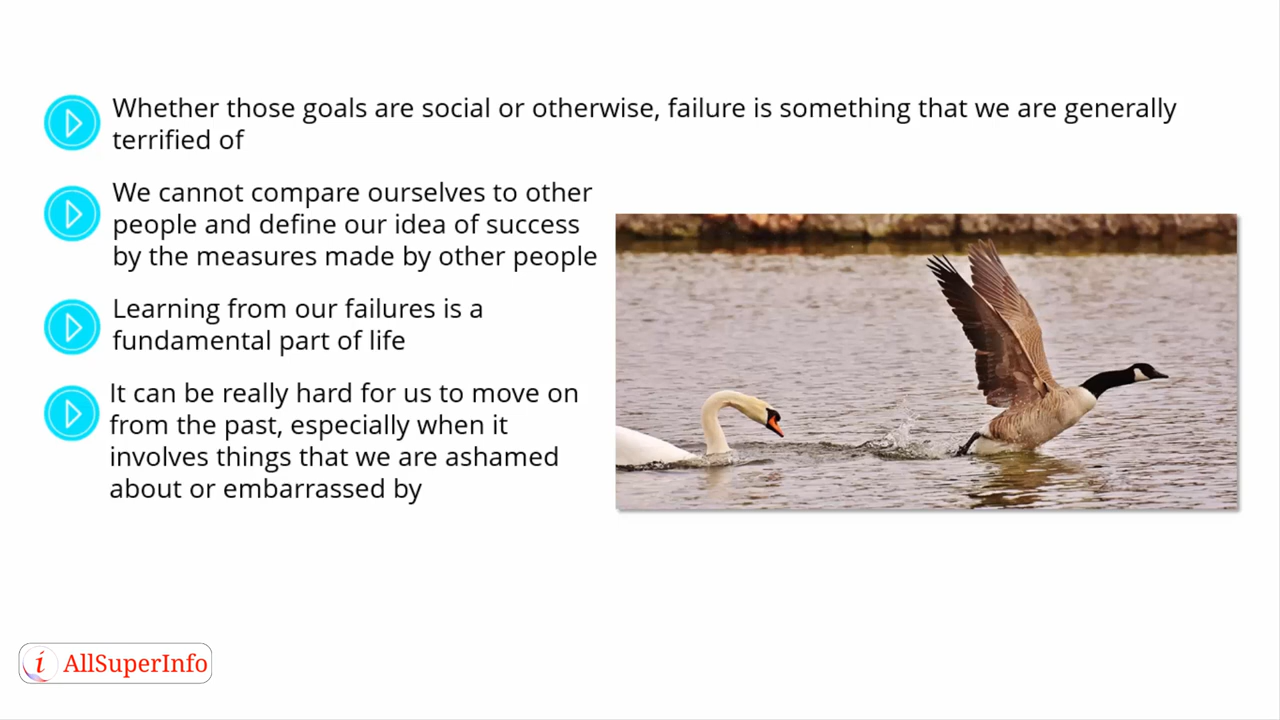 Whether those goals are social or otherwise, failure is something that we are generally
terrified of
We cannot compare ourselves to other
people and define our idea of success
by the measures made by other people
Learning from our failures is a
fundamental part of life
It can be really hard for us to move on
from the past, especially when it
involves things that we are ashamed
about or embarrassed by
i AllSuperInfo